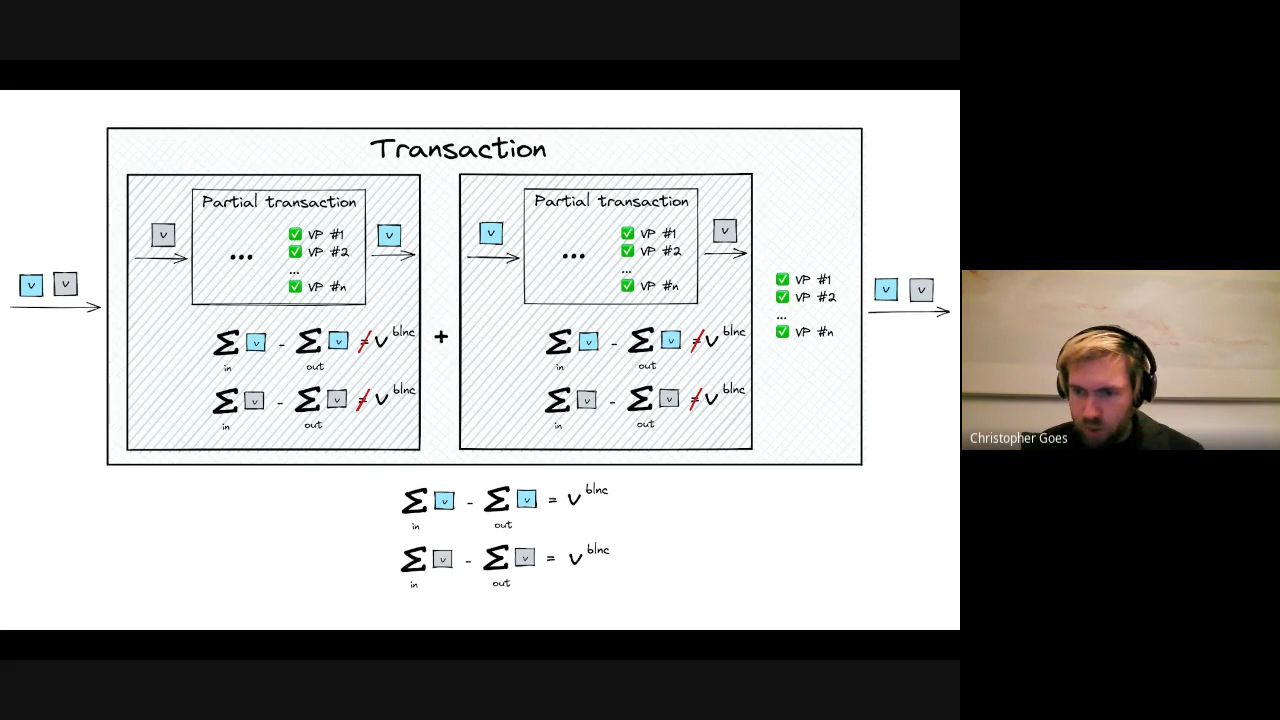 Transaction
Partial transaction
v
... VP #1
VP #2
...
VP #n
v
Σ in v - Σ out v ≠ v blnc
Σ in v - Σ out v ≠ v blnc
+
Partial transaction
v
... VP #1
VP #2
...
VP #n
v
Σ in v - Σ out v ≠ v blnc
Σ in v - Σ out v ≠ v blnc
v v
VP #1
VP #2
...
VP #n
v v
Σ in v - Σ out v = v blnc
Σ in v - Σ out v = v blnc
Christopher Goes